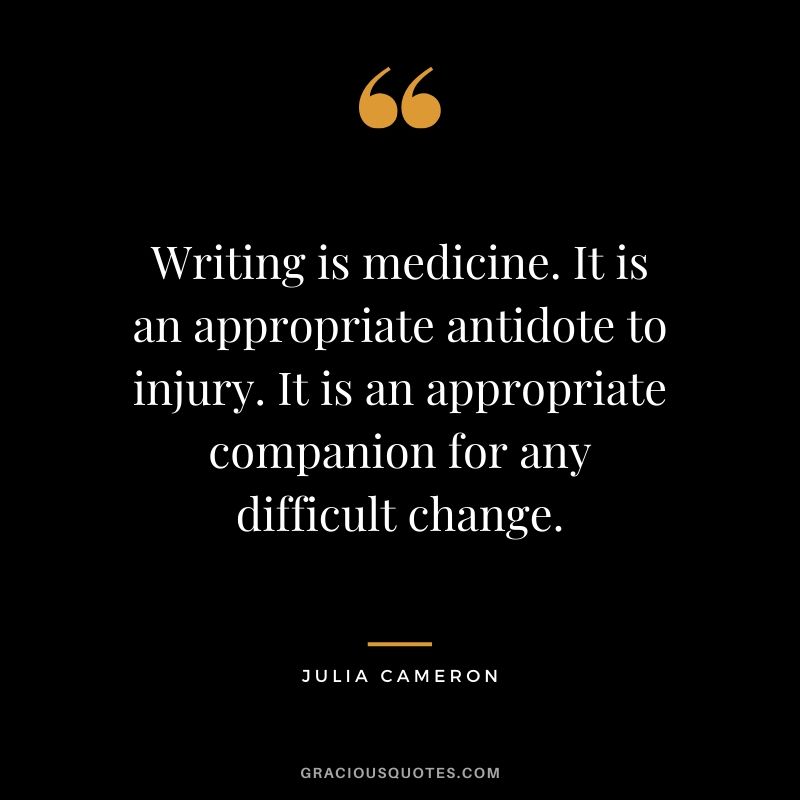 “
Writing is medicine. It is
an appropriate antidote to
injury. It is an appropriate
companion for any
difficult change.
JULIA CAMERON
GRACIOUSQUOTES.COM